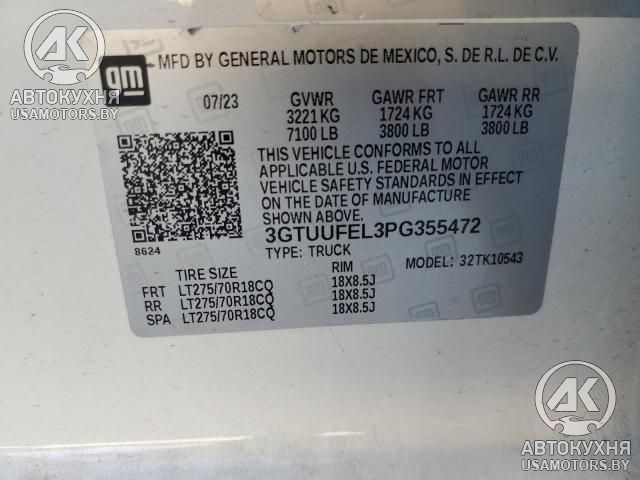 АВТОКУХНЯ
USAMOTORS.BY
АВТОКУХНЯ
USAMOTORS.BY
gm
MFD BY GENERAL MOTORS DE MEXICO, S. DE R.L. DE C.V.
07/23 GVWR GAWR FRT GAWR RR
3221 KG 1724 KG 1724 KG
7100 LB 3800 LB 3800 LB
THIS VEHICLE CONFORMS TO ALL
APPLICABLE U.S. FEDERAL MOTOR
VEHICLE SAFETY STANDARDS IN EFFECT
ON THE DATE OF MANUFACTURE
SHOWN ABOVE.
3GTUUFEL3PG355472
8624
TYPE: TRUCK MODEL: 32TK10543
TIRE SIZE RIM
FRT LT275/70R18CQ 18X8.5J
RR LT275/70R18CQ 18X8.5J
SPA LT275/70R18CQ 18X8.5J
AK
АВТОКУХНЯ
USAMOTORS.BY